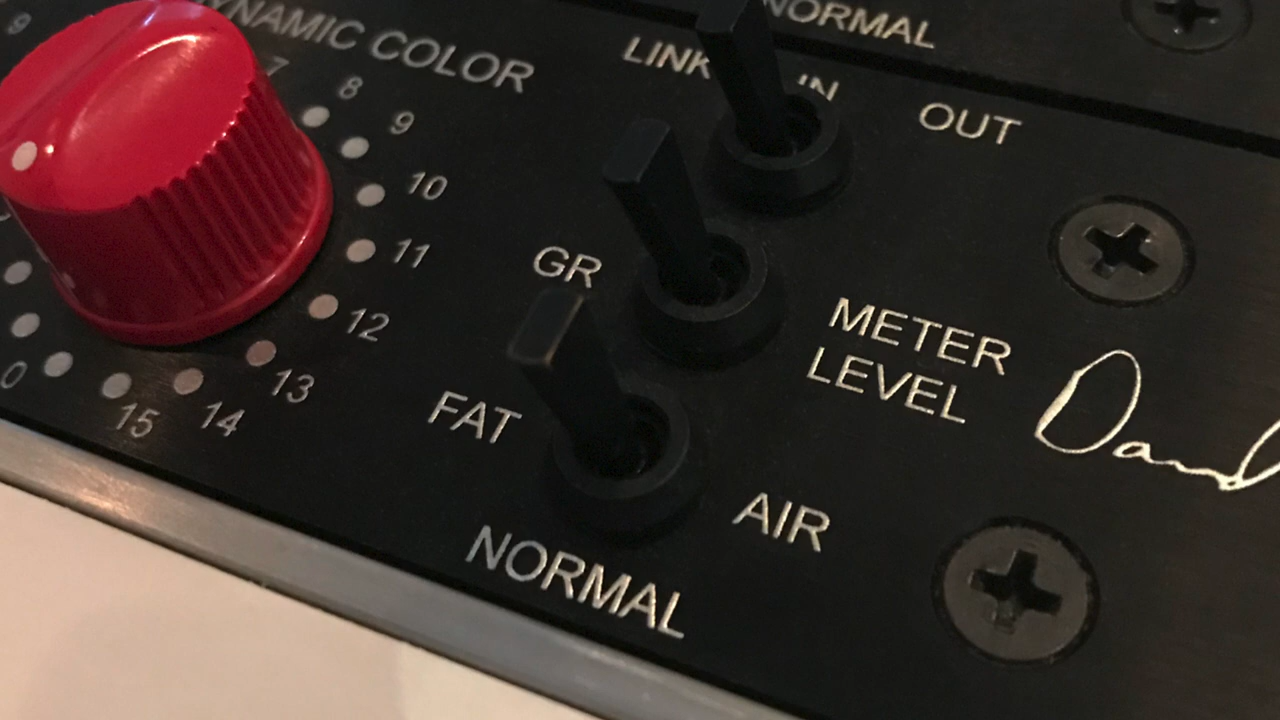 NORMAL
DYNAMIC COLOR
LINK
IN
OUT
9
7
8
9
10
11
12
13
14
15
0
GR
METER
LEVEL
FAT
AIR
NORMAL